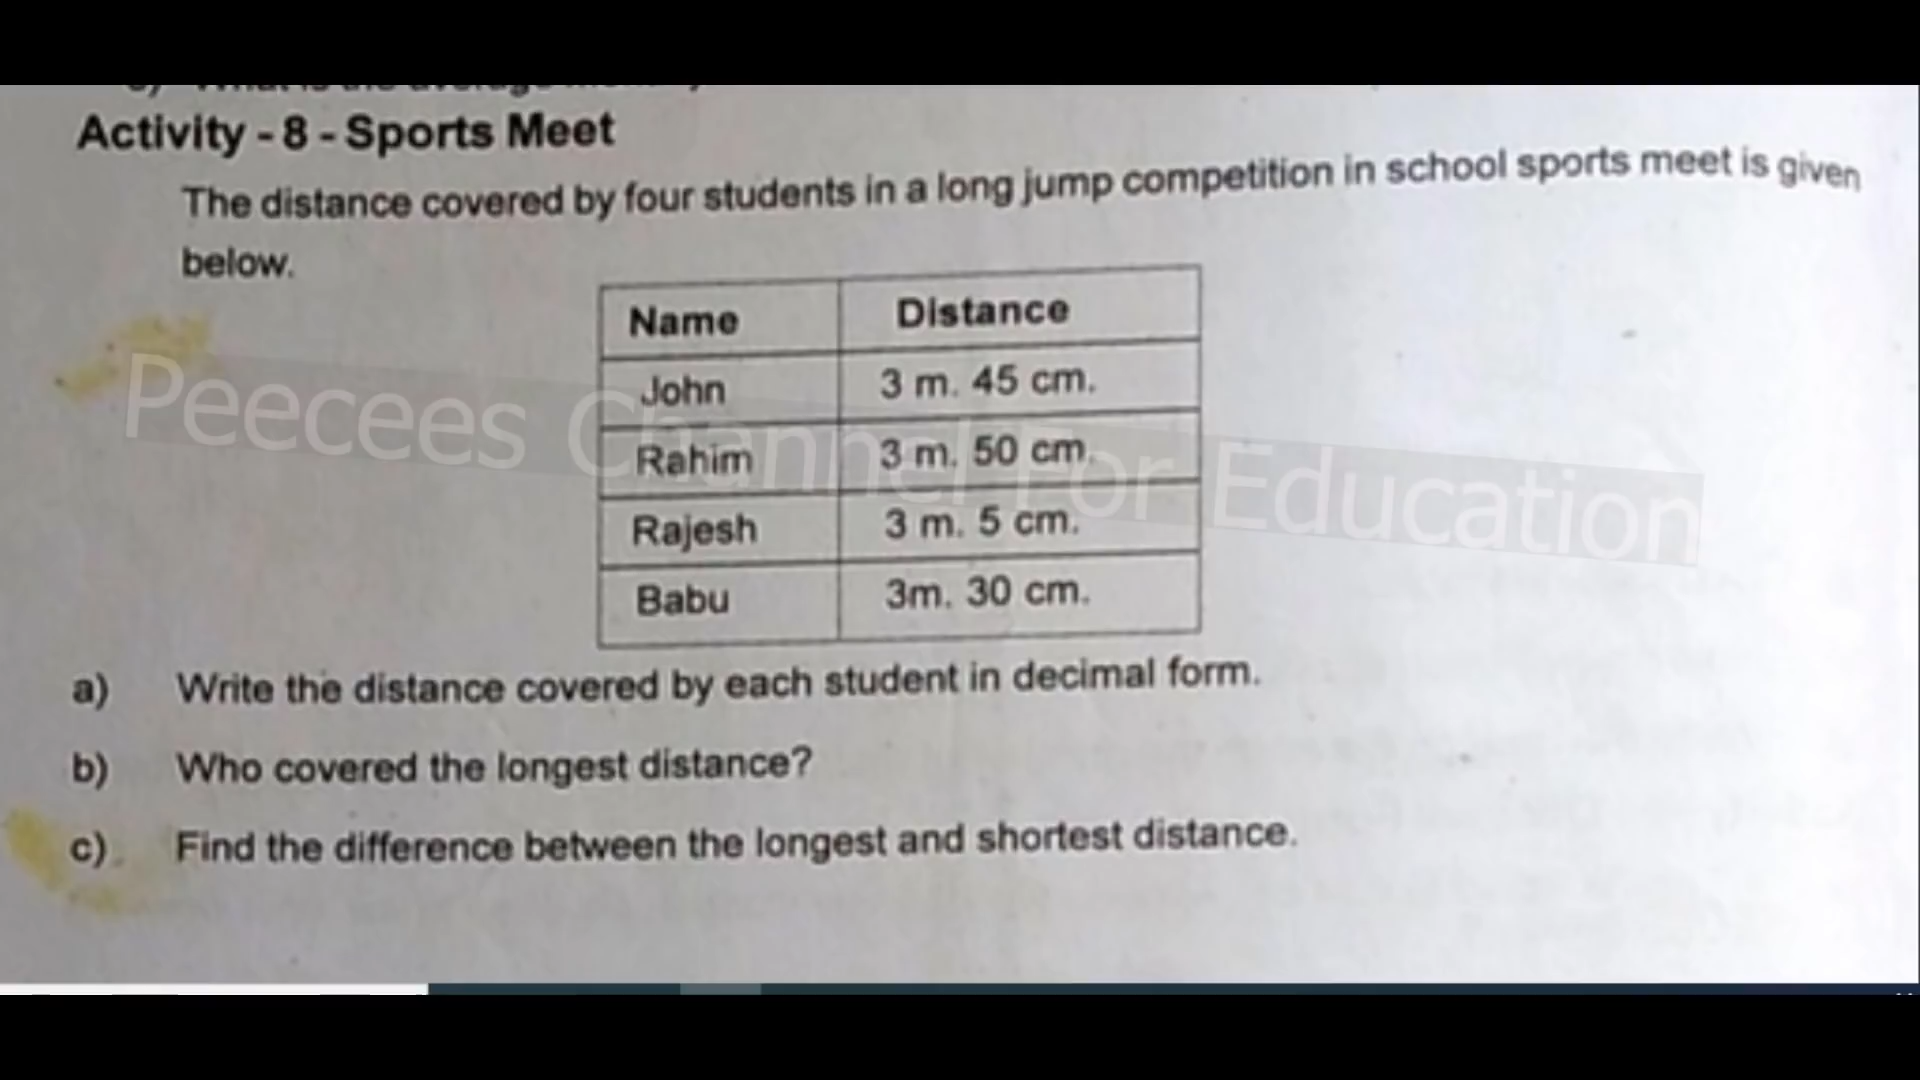 Activity - 8 - Sports Meet
The distance covered by four students in a long jump competition in school sports meet is given
below.
Name Distance
John 3 m. 45 cm.
Rahim 3 m. 50 cm.
Rajesh 3 m. 5 cm.
Babu 3m. 30 cm.
Peecees Channel For Education
a) Write the distance covered by each student in decimal form.
b) Who covered the longest distance?
c). Find the difference between the longest and shortest distance.